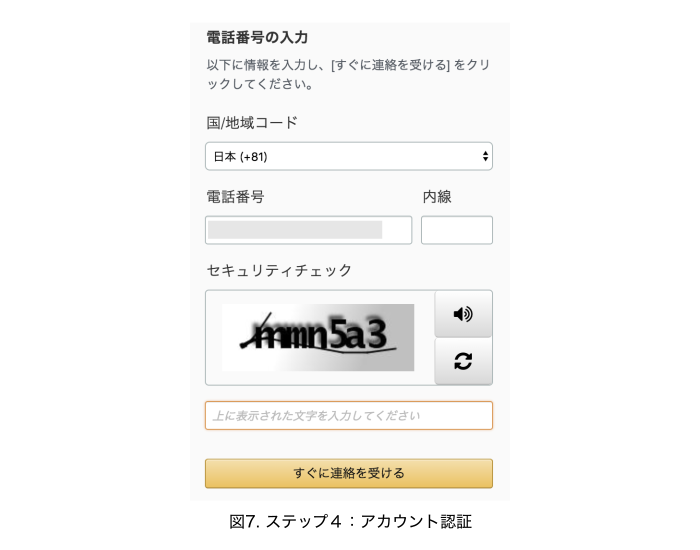 電話番号の入力
以下に情報を入力し、[すぐに連絡を受ける] をクリ
ックしてください。
国/地域コード
日本 (+81)
電話番号 内線
セキュリティチェック
mmn5a3
上に表示された文字を入力してください
すぐに連絡を受ける
図7. ステップ4：アカウント認証